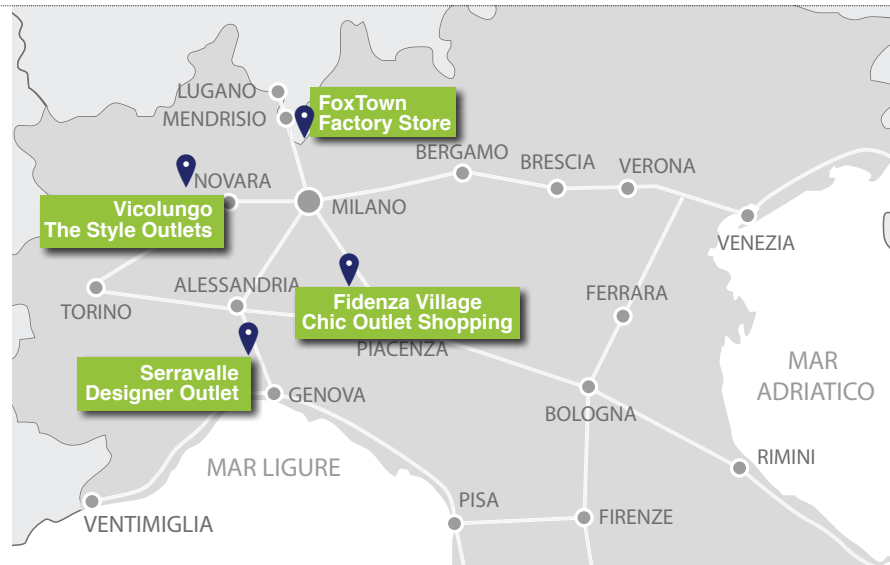 LUGANO
MENDRISIO
FoxTown
Factory Store
BERGAMO
BRESCIA
VERONA
NOVARA
Vicolungo
The Style Outlets
MILANO
VENEZIA
TORINO
ALESSANDRIA
Fidenza Village
Chic Outlet Shopping
FERRARA
PIACENZA
Serravalle
Designer Outlet
GENOVA
BOLOGNA
MAR
ADRIATICO
MAR LIGURE
RIMINI
PISA
FIRENZE
VENTIMIGLIA